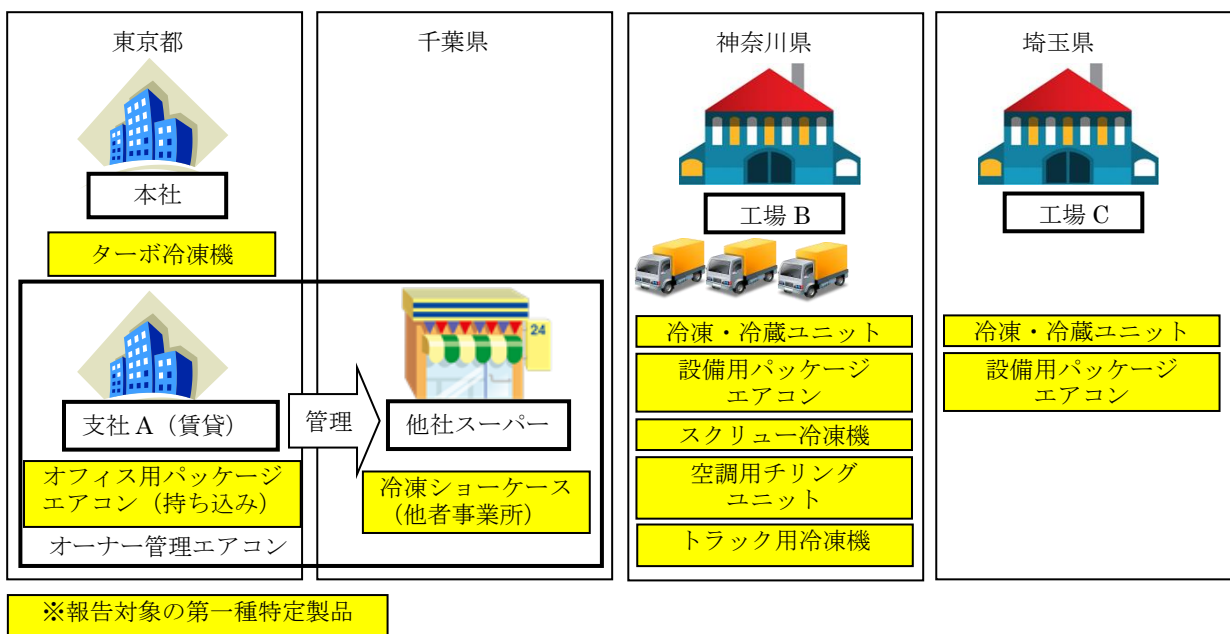 東京都
本社
ターボ冷凍機
支社 A（賃貸）
オフィス用パッケージ
エアコン（持ち込み）
オーナー管理エアコン
管理
千葉県
24
他社スーパー
冷凍ショーケース
（他者事業所）
神奈川県
工場 B
冷凍・冷蔵ユニット
設備用パッケージ
エアコン
スクリュー冷凍機
空調用チリング
ユニット
トラック用冷凍機
埼玉県
工場 C
冷凍・冷蔵ユニット
設備用パッケージ
エアコン
※報告対象の第一種特定製品